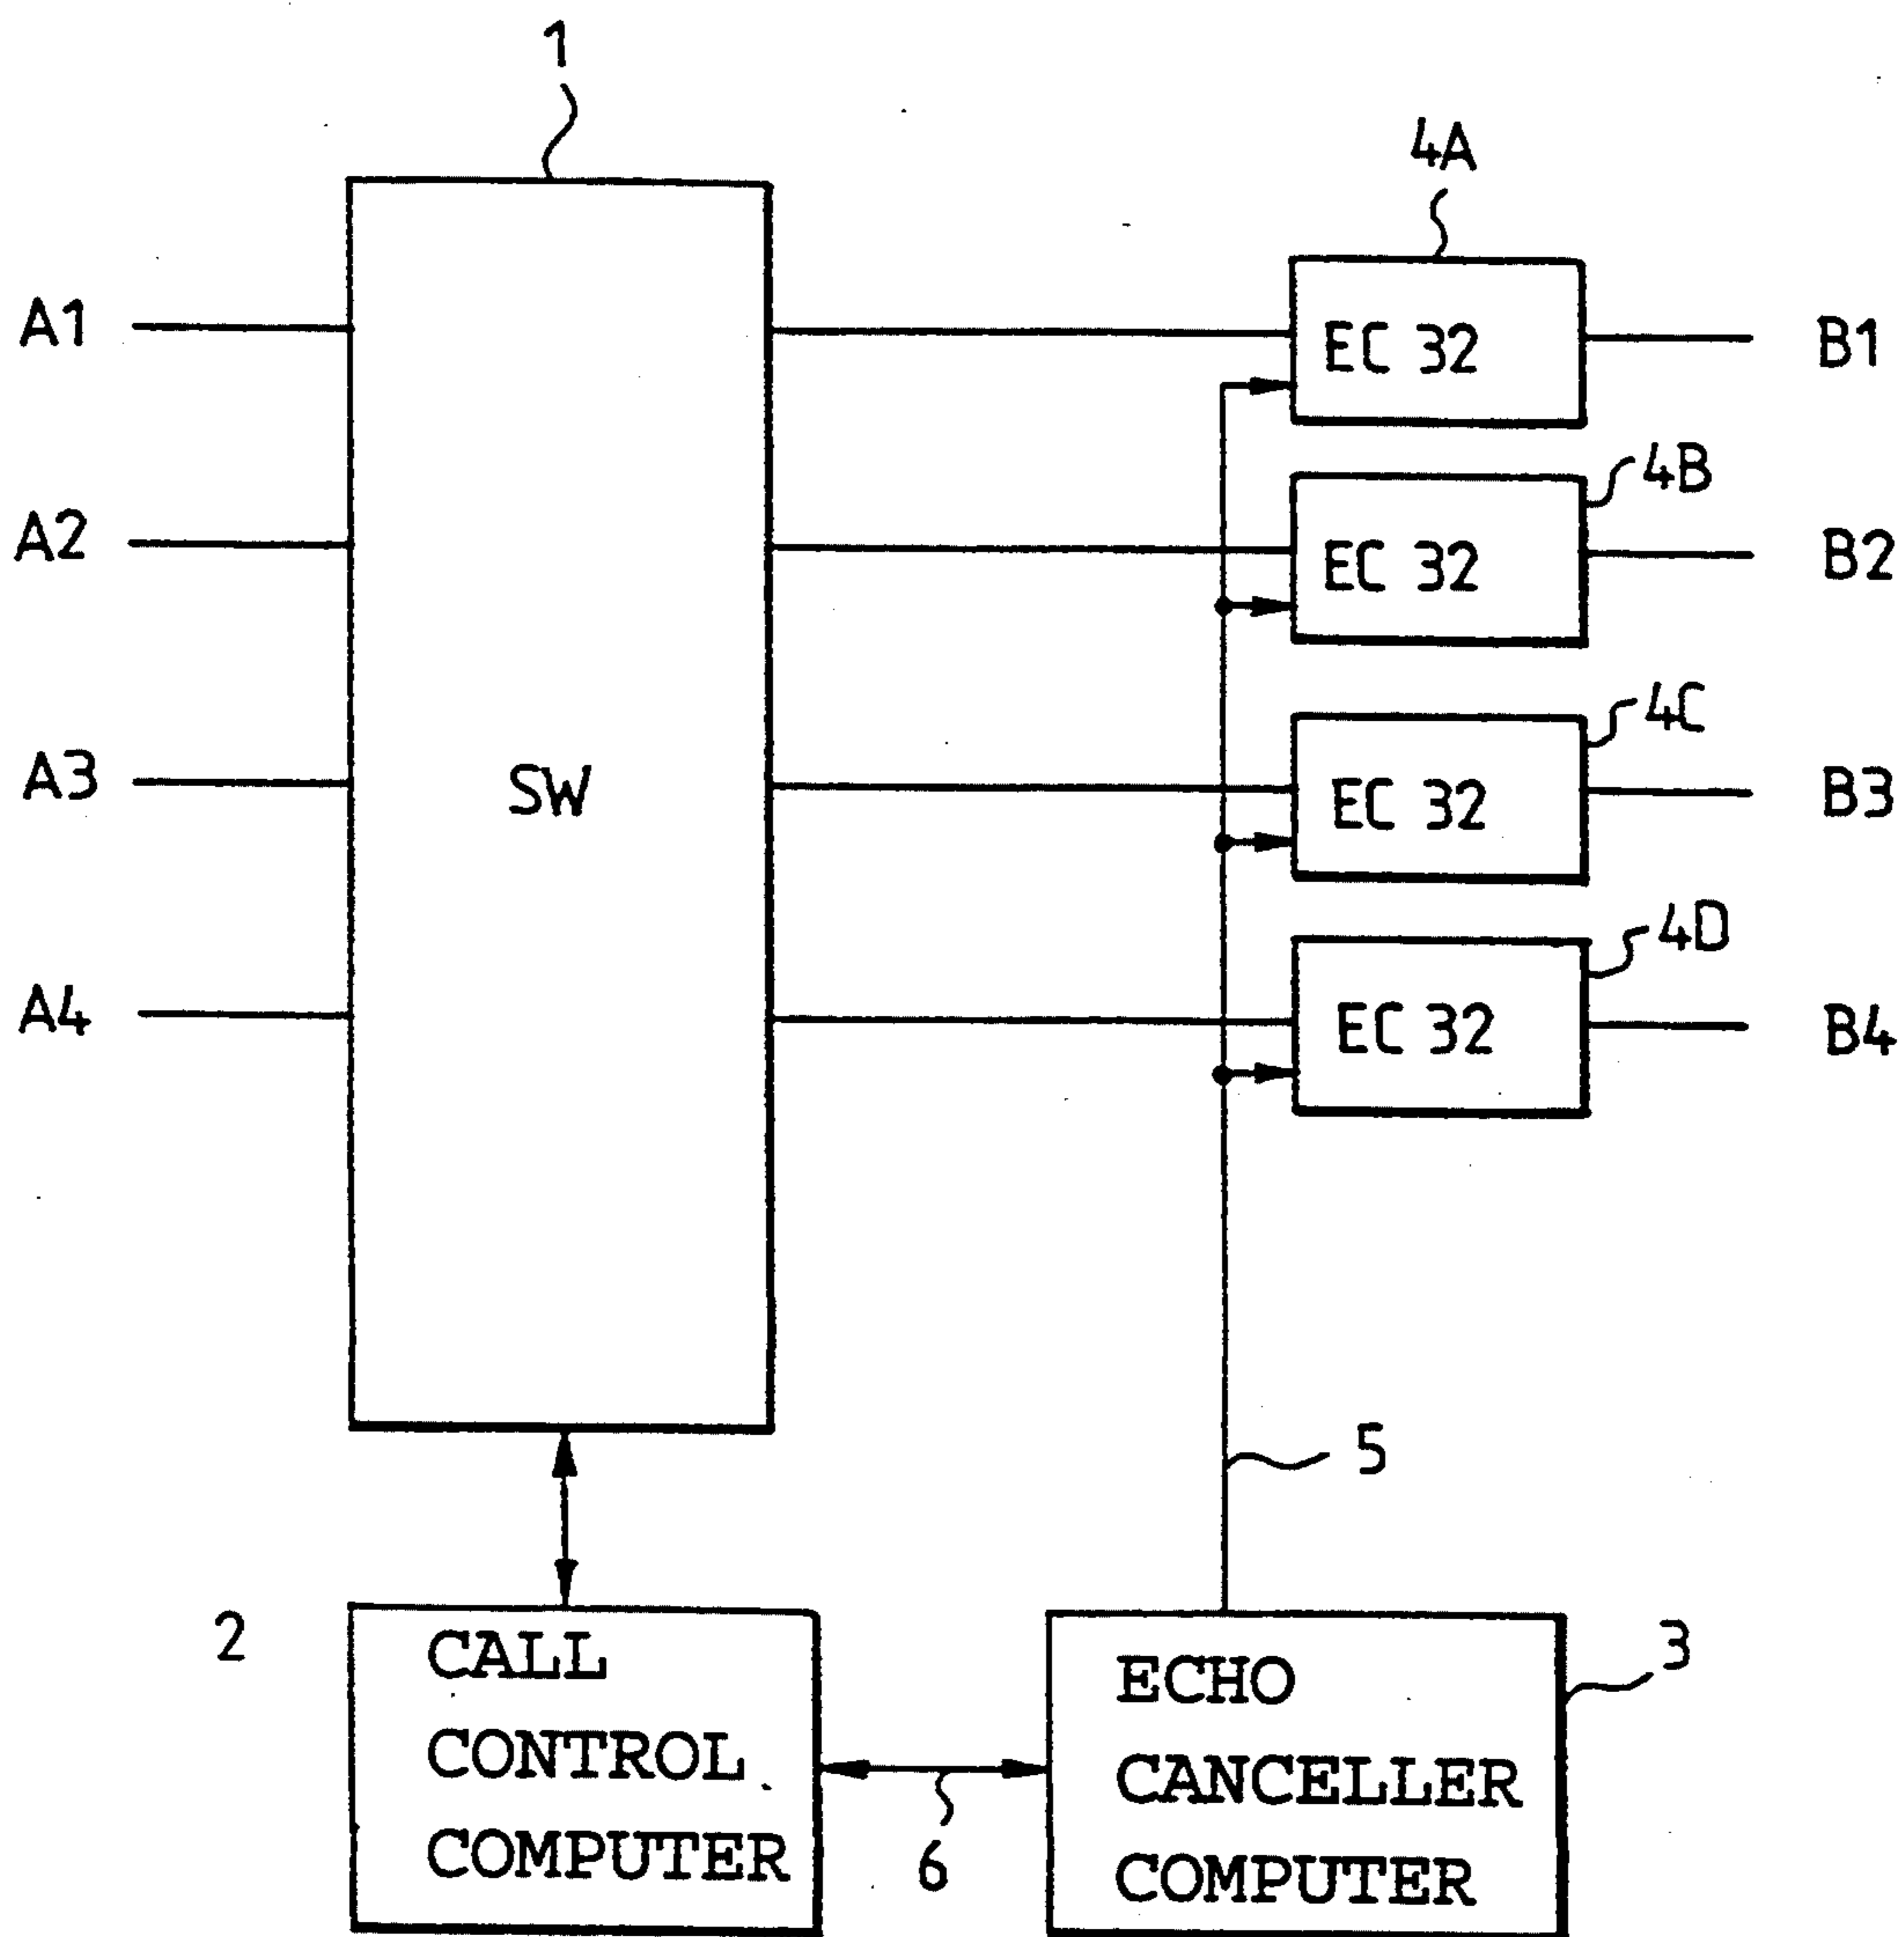 1
4A
A1
EC 32
B1
4B
A2
EC 32
B2
4C
A3
SW
EC 32
B3
4D
A4
EC 32
B4
5
2
CALL
CONTROL
COMPUTER
6
ECHO
CANCELLER
COMPUTER
3